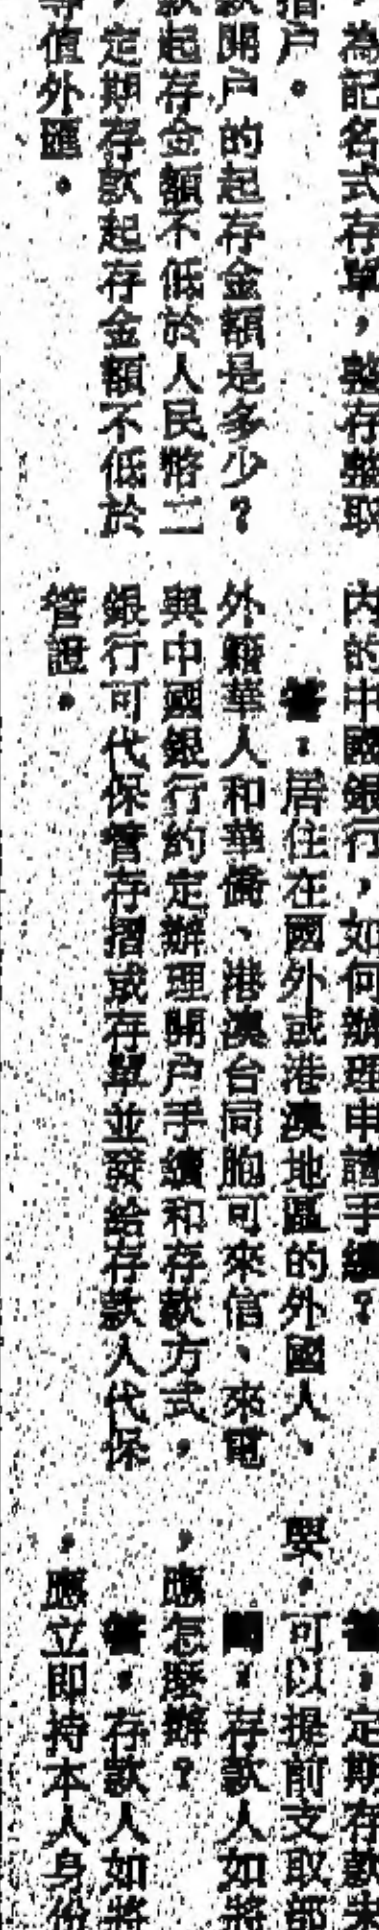 ，為記名式存單，整存整取
摺户。
款開户的起存金額是多少？
款起存金額不低於人民幣二
，定期存款起存金額不低於
等值外匯。
內的中國銀行，如何辦理申請手續？
答：居住在國外或港澳地區的外國人、
外籍華人和華僑、港澳台同胞可來信、來電
與中國銀行約定辦理開户手續和存款方式，
銀行可代保管存摺或存單並發給存款人代保
管證。
答：定期存款未
要，可以提前支取部
問：存款人如將
，應怎麼辦？
答：存款人如將
，應立即持本人身份